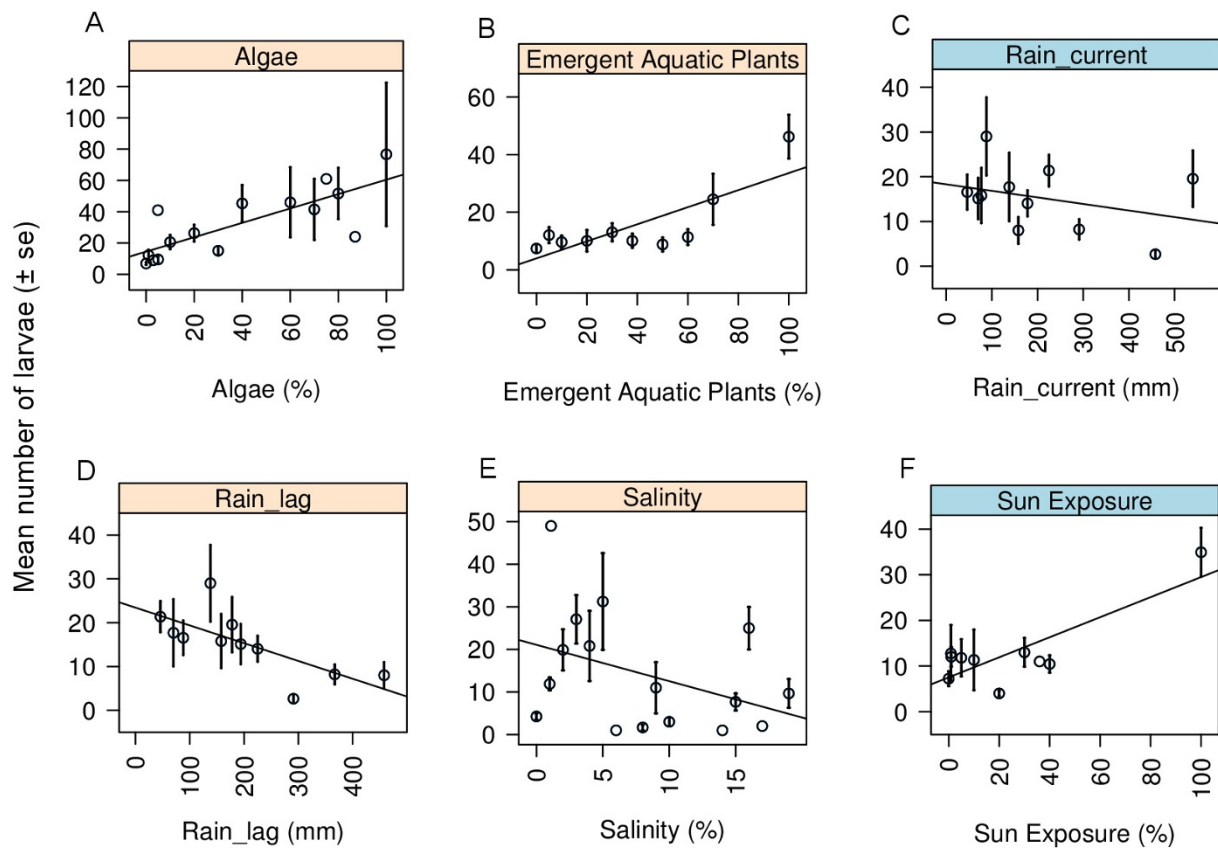 Mean number of larvae (± se)
A
Algae
120
100
80
60
40
20
0
0 20 40 60 80 100
Algae (%)
B
Emergent Aquatic Plants
60
40
20
0
0 20 40 60 80 100
Emergent Aquatic Plants (%)
C
Rain_current
40
30
20
10
0
0 100 200 300 400 500
Rain_current (mm)
D
Rain_lag
40
30
20
10
0
0 100 200 300 400
Rain_lag (mm)
E
Salinity
50
40
30
20
10
0
0 5 10 15
Salinity (%)
F
Sun Exposure
40
30
20
10
0
0 20 40 60 80 100
Sun Exposure (%)